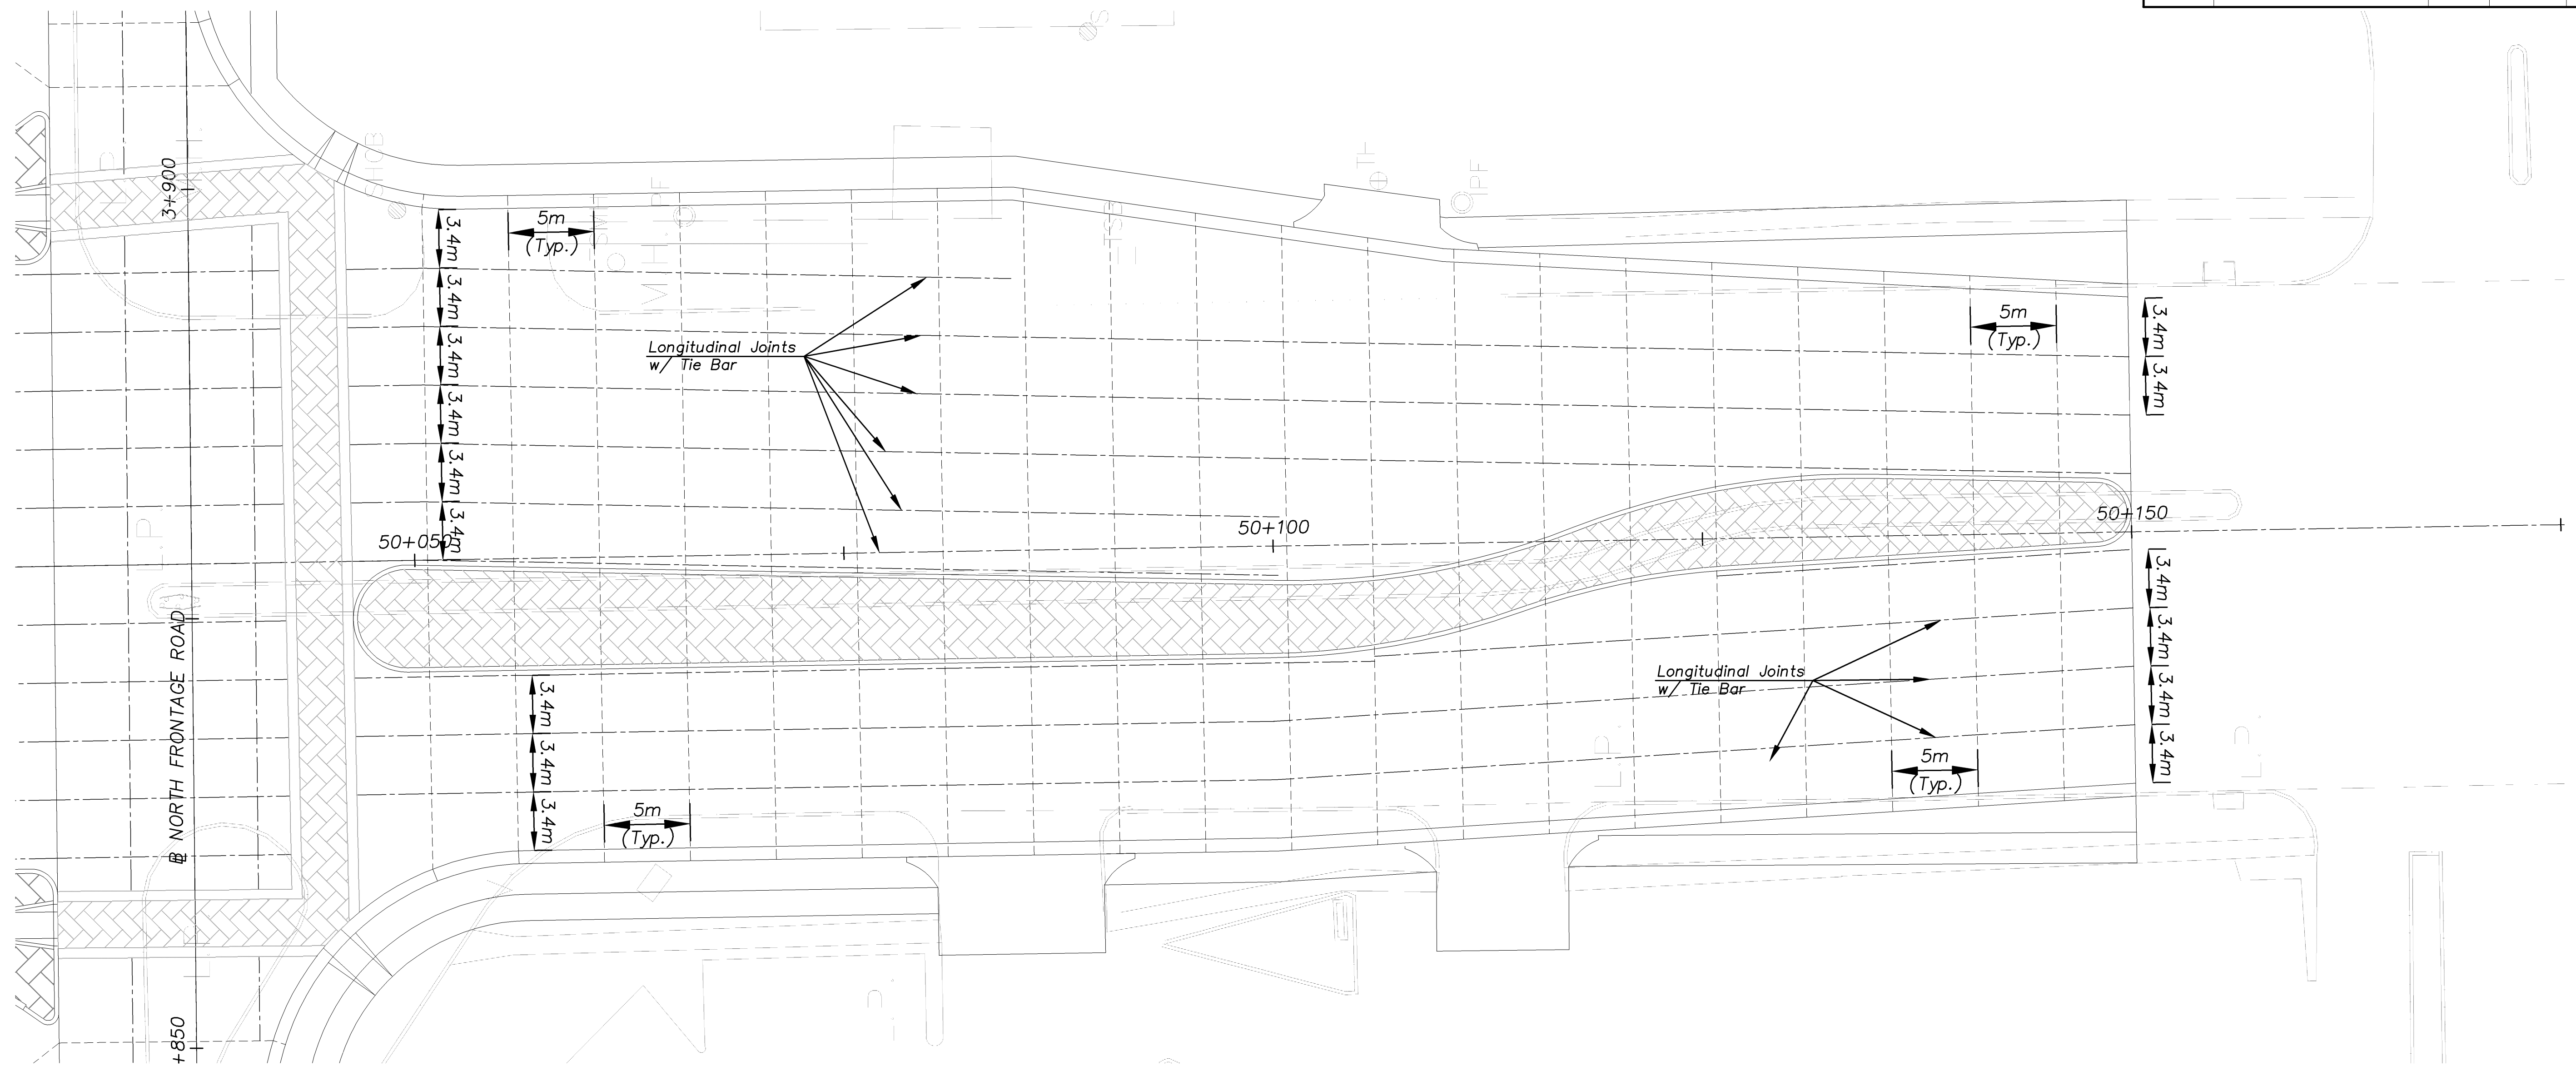 3+900
3.4m
3.4m
3.4m
3.4m
3.4m
3.4m
5m
(Typ.)
Longitudinal Joints
w/ Tie Bar
5m
(Typ.)
3.4m
3.4m
50+050
50+100
50+150
NORTH FRONTAGE ROAD
3.4m
3.4m
3.4m
5m
(Typ.)
Longitudinal Joints
w/ Tie Bar
3.4m
3.4m
3.4m
3.4m
5m
(Typ.)
+850